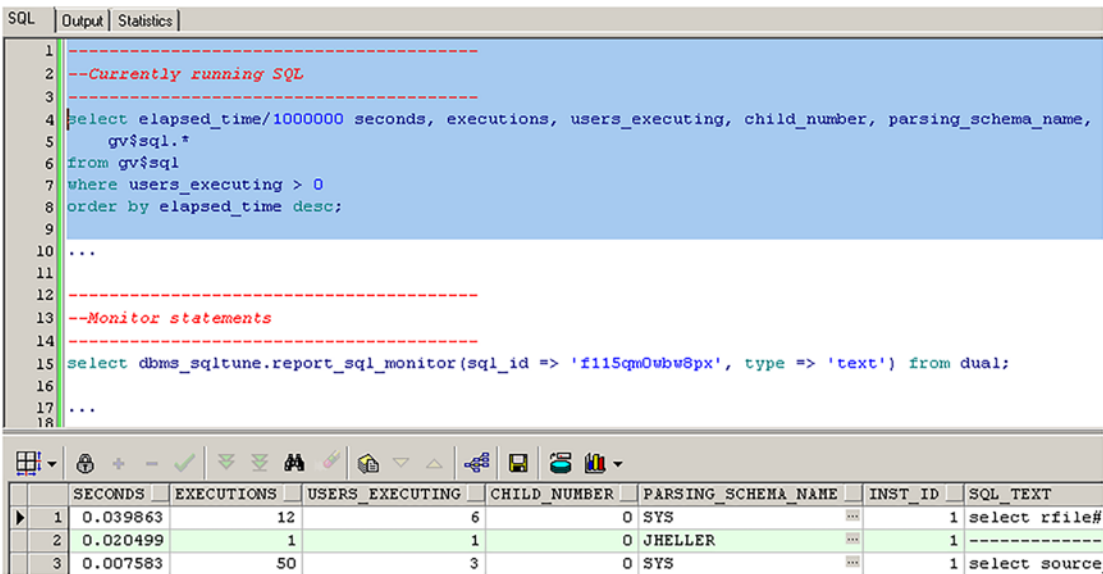 SQL Output Statistics
1 ----------------------------------------
2 --Currently running SQL
3 ----------------------------------------
4 select elapsed_time/1000000 seconds, executions, users_executing, child_number, parsing_schema_name,
5 gv$sql.*
6 from gv$sql
7 where users_executing > 0
8 order by elapsed_time desc;
9
10 ...
11
12 ----------------------------------------
13 --Monitor statements
14 ----------------------------------------
15 select dbms_sqltune.report_sql_monitor(sql_id => 'f115qm0wbw8px', type => 'text') from dual;
16
17 ...
18
SECONDS EXECUTIONS USERS_EXECUTING CHILD_NUMBER PARSING_SCHEMA_NAME INST_ID SQL_TEXT
1 0.039863 12 6 0 SYS ... 1 select rfile#
2 0.020499 1 1 0 JHELLER ... 1 -------------
3 0.007583 50 3 0 SYS ... 1 select source